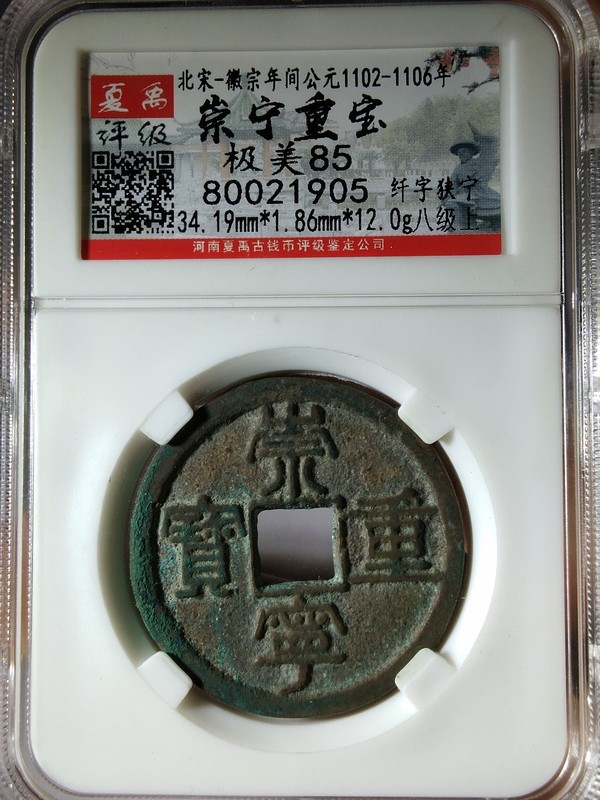 夏禹
评级
北宋-徽宗年间公元1102-1106年
崇宁重宝
极美85
80021905 纤字狭宁
34.19mm*1.86mm*12.0g八级上
河南夏禹古钱币评级鉴定公司
崇
重
寧
寶